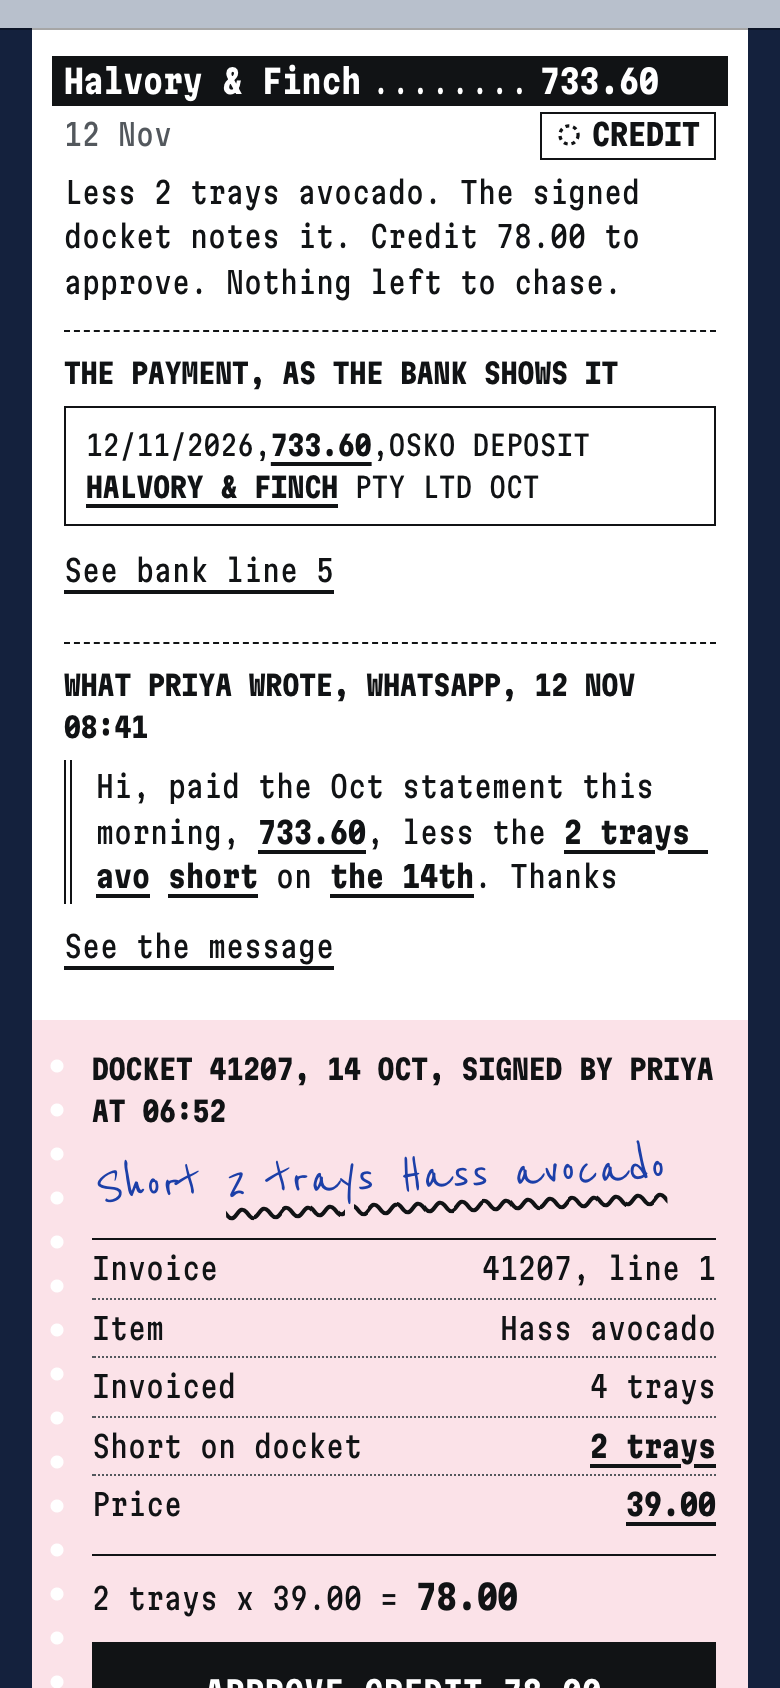 Halvory & Finch ........ 733.60
12 Nov CREDIT
Less 2 trays avocado. The signed
docket notes it. Credit 78.00 to
approve. Nothing left to chase.
THE PAYMENT, AS THE BANK SHOWS IT
12/11/2026,733.60,OSKO DEPOSIT
HALVORY & FINCH PTY LTD OCT
See bank line 5
WHAT PRIYA WROTE, WHATSAPP, 12 NOV
08:41
Hi, paid the Oct statement this
morning, 733.60, less the 2 trays
avo short on the 14th. Thanks
See the message
DOCKET 41207, 14 OCT, SIGNED BY PRIYA
AT 06:52
Short 2 trays Hass avocado
Invoice 41207, line 1
Item Hass avocado
Invoiced 4 trays
Short on docket 2 trays
Price 39.00
2 trays x 39.00 = 78.00
APPROVE CREDIT 78.00